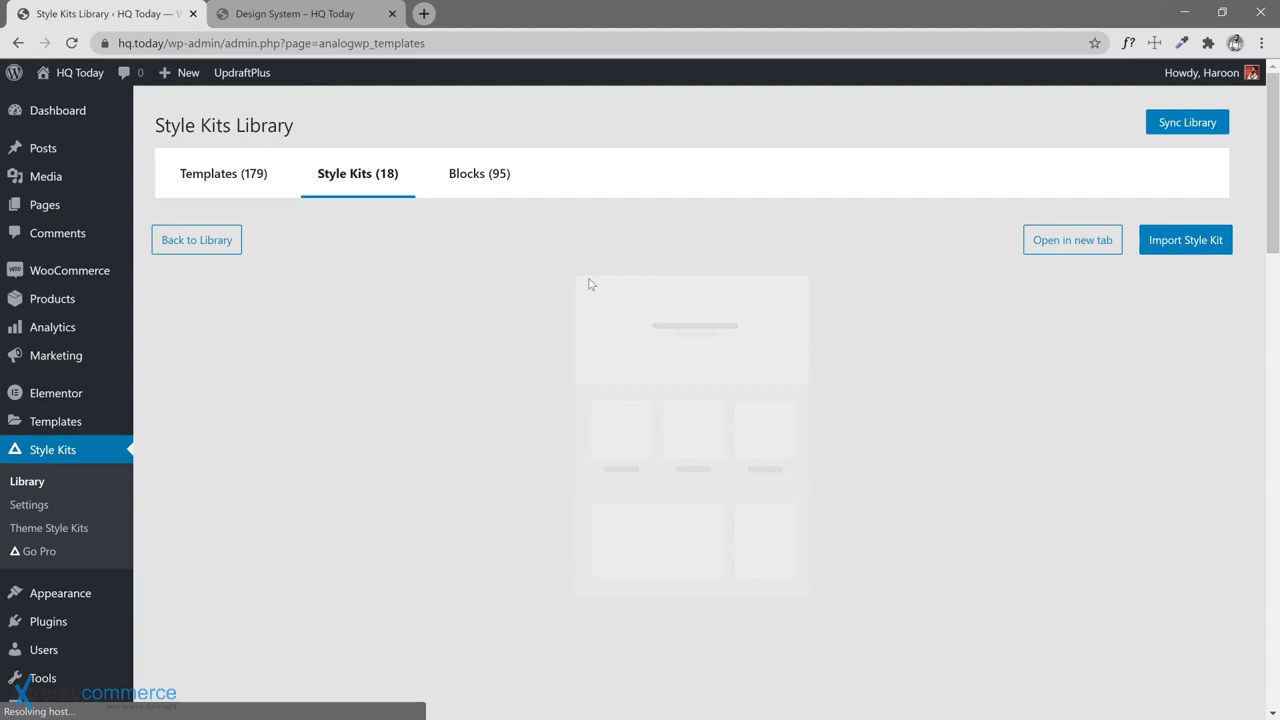 Style Kits Library ‹ HQ Today — W
Design System – HQ Today
hq.today/wp-admin/admin.php?page=analogwp_templates
f?
HQ Today
0
New
UpdraftPlus
Howdy, Haroon
Dashboard
Posts
Media
Pages
Comments
WooCommerce
Products
Analytics
Marketing
Elementor
Templates
Style Kits
Library
Settings
Theme Style Kits
Go Pro
Appearance
Plugins
Users
Tools
Style Kits Library
Sync Library
Templates (179)
Style Kits (18)
Blocks (95)
Back to Library
Open in new tab
Import Style Kit
Xtremecommerce
Resolving host...